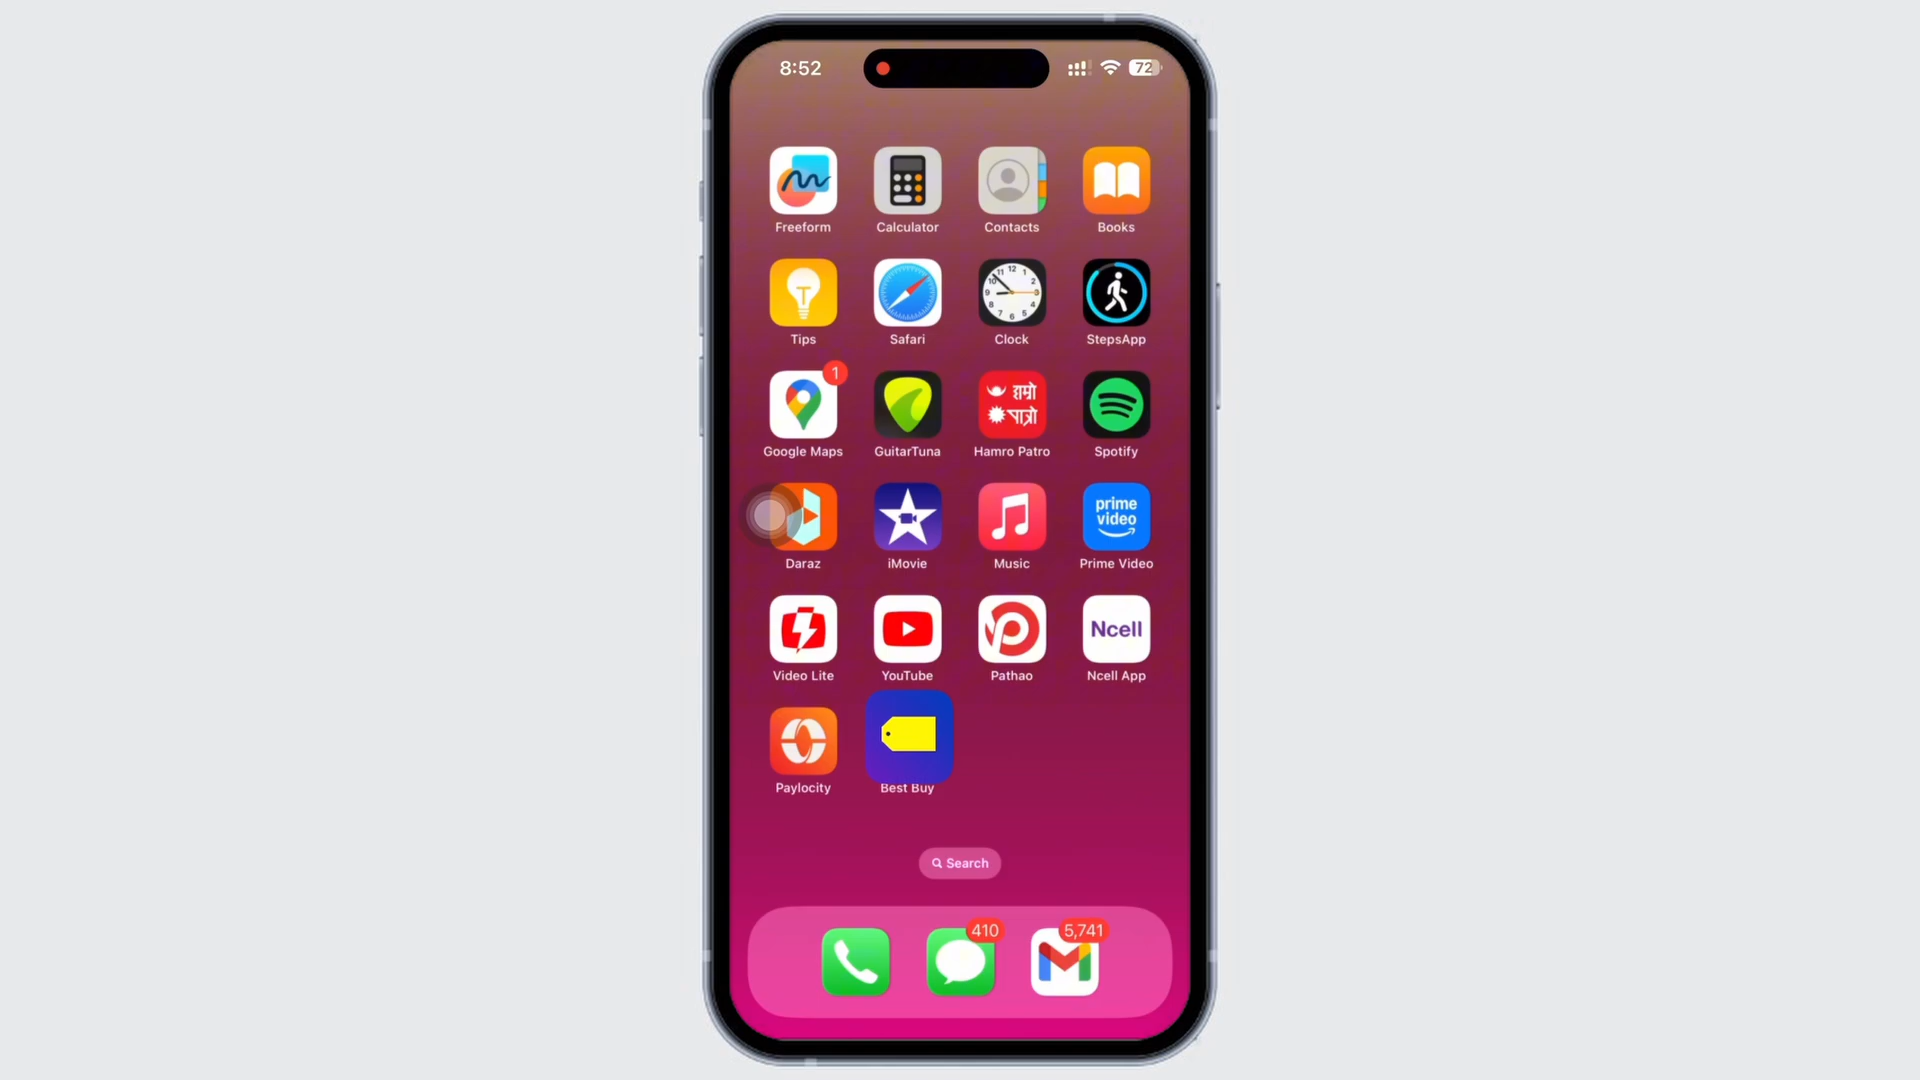 8:52
72
Freeform
Calculator
Contacts
Books
Tips
Safari
Clock
StepsApp
1
Google Maps
GuitarTuna
हाम्रो
पात्रो
Hamro Patro
Spotify
Daraz
iMovie
Music
prime
video
Prime Video
Video Lite
YouTube
Pathao
Ncell
Ncell App
Paylocity
Best Buy
Search
410
5,741